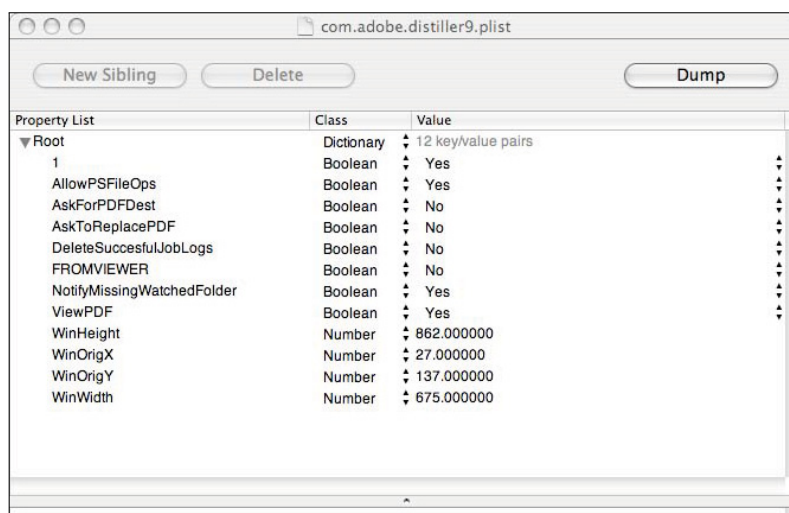 com.adobe.distiller9.plist
New Sibling Delete Dump
Property List Class Value
Root Dictionary 12 key/value pairs
1 Boolean Yes
AllowPSFileOps Boolean Yes
AskForPDFDest Boolean No
AskToReplacePDF Boolean No
DeleteSuccesfulJobLogs Boolean No
FROMVIEWER Boolean No
NotifyMissingWatchedFolder Boolean Yes
ViewPDF Boolean Yes
WinHeight Number 862.000000
WinOrigX Number 27.000000
WinOrigY Number 137.000000
WinWidth Number 675.000000